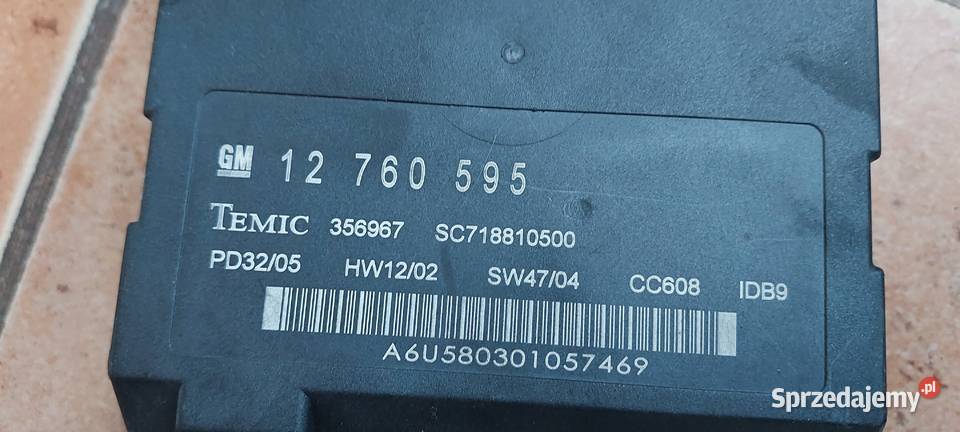 GM 12 760 595
TEMIC 356967 SC718810500
PD32/05 HW12/02 SW47/04 CC608 IDB9
A6U580301057469
Sprzedajemy.pl